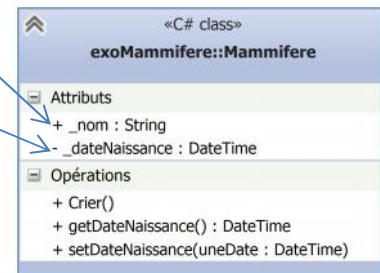 «C# class»
exoMammifere::Mammifere
Attributs
+ _nom : String
- _dateNaissance : DateTime
Opérations
+ Crier()
+ getDateNaissance() : DateTime
+ setDateNaissance(uneDate : DateTime)